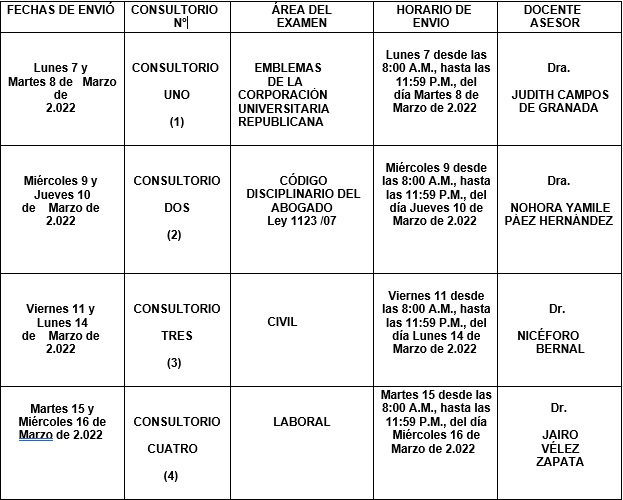 FECHAS DE ENVIÓ
CONSULTORIO
Nº
ÁREA DEL
EXAMEN
HORARIO DE
ENVIO
DOCENTE
ASESOR
Lunes 7 y
Martes 8 de Marzo
de
2.022
CONSULTORIO
UNO
(1)
EMBLEMAS
DE LA
CORPORACIÓN
UNIVERSITARIA
REPUBLICANA
Lunes 7 desde las
8:00 A.M., hasta las
11:59 P.M., del
día Martes 8 de
Marzo de 2.022
Dra.
JUDITH CAMPOS
DE GRANADA
Miércoles 9 y
Jueves 10
de Marzo de
2.022
CONSULTORIO
DOS
(2)
CÓDIGO
DISCIPLINARIO DEL
ABOGADO
Ley 1123 /07
Miércoles 9 desde
las 8:00 A.M., hasta
las 11:59 P.M., del
día Jueves 10 de
Marzo de 2.022
Dra.
NOHORA YAMILE
PÁEZ HERNÁNDEZ
Viernes 11 y
Lunes 14
de Marzo de
2.022
CONSULTORIO
TRES
(3)
CIVIL
Viernes 11 desde
las 8:00 A.M., hasta
las 11:59 P.M., del
día Lunes 14 de
Marzo de 2.022
Dr.
NICÉFORO
BERNAL
Martes 15 y
Miércoles 16 de
Marzo de 2.022
CONSULTORIO
CUATRO
(4)
LABORAL
Martes 15 desde las
8:00 A.M., hasta las
11:59 P.M., del día
Miércoles 16 de
Marzo de 2.022
Dr.
JAIRO
VÉLEZ
ZAPATA